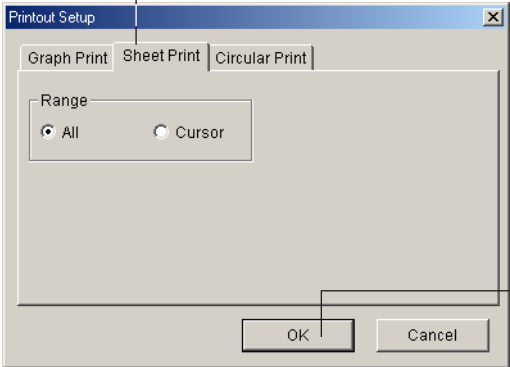 Printout Setup
Graph Print Sheet Print Circular Print
Range
All Cursor
OK Cancel